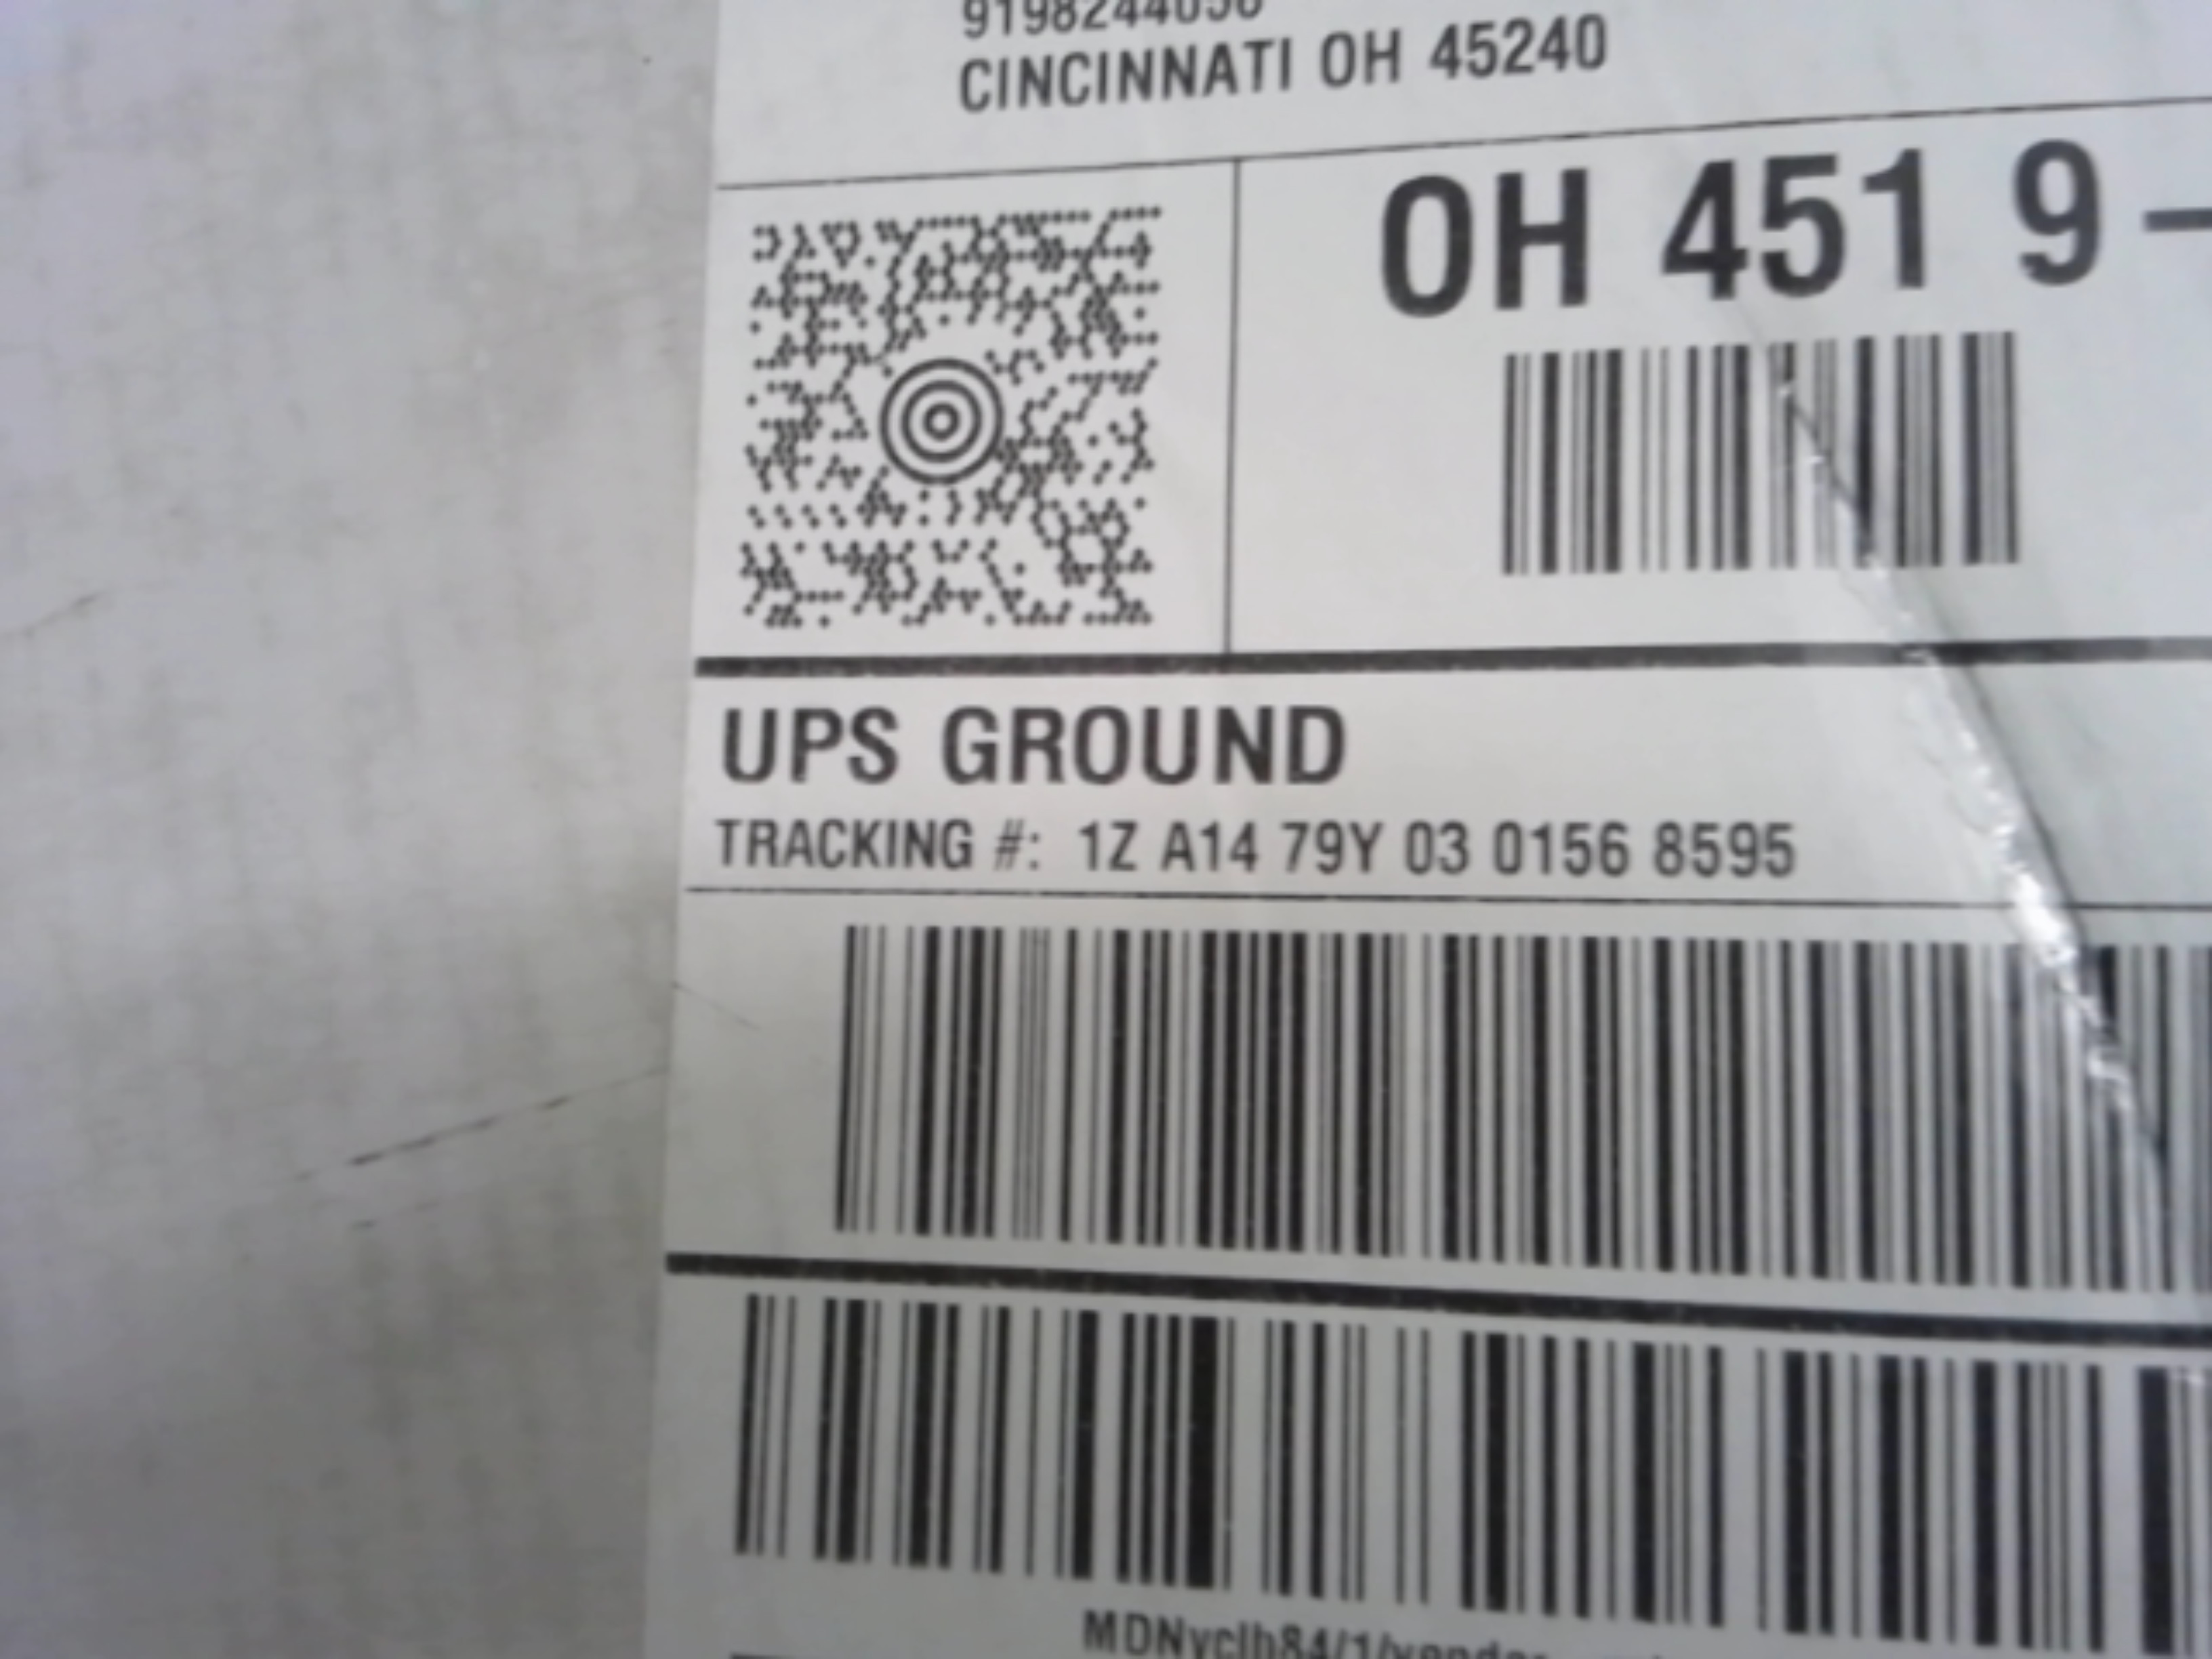 CINCINNATI OH 45240
OH 451 9 –
UPS GROUND
TRACKING #: 1Z A14 79Y 03 0156 8595